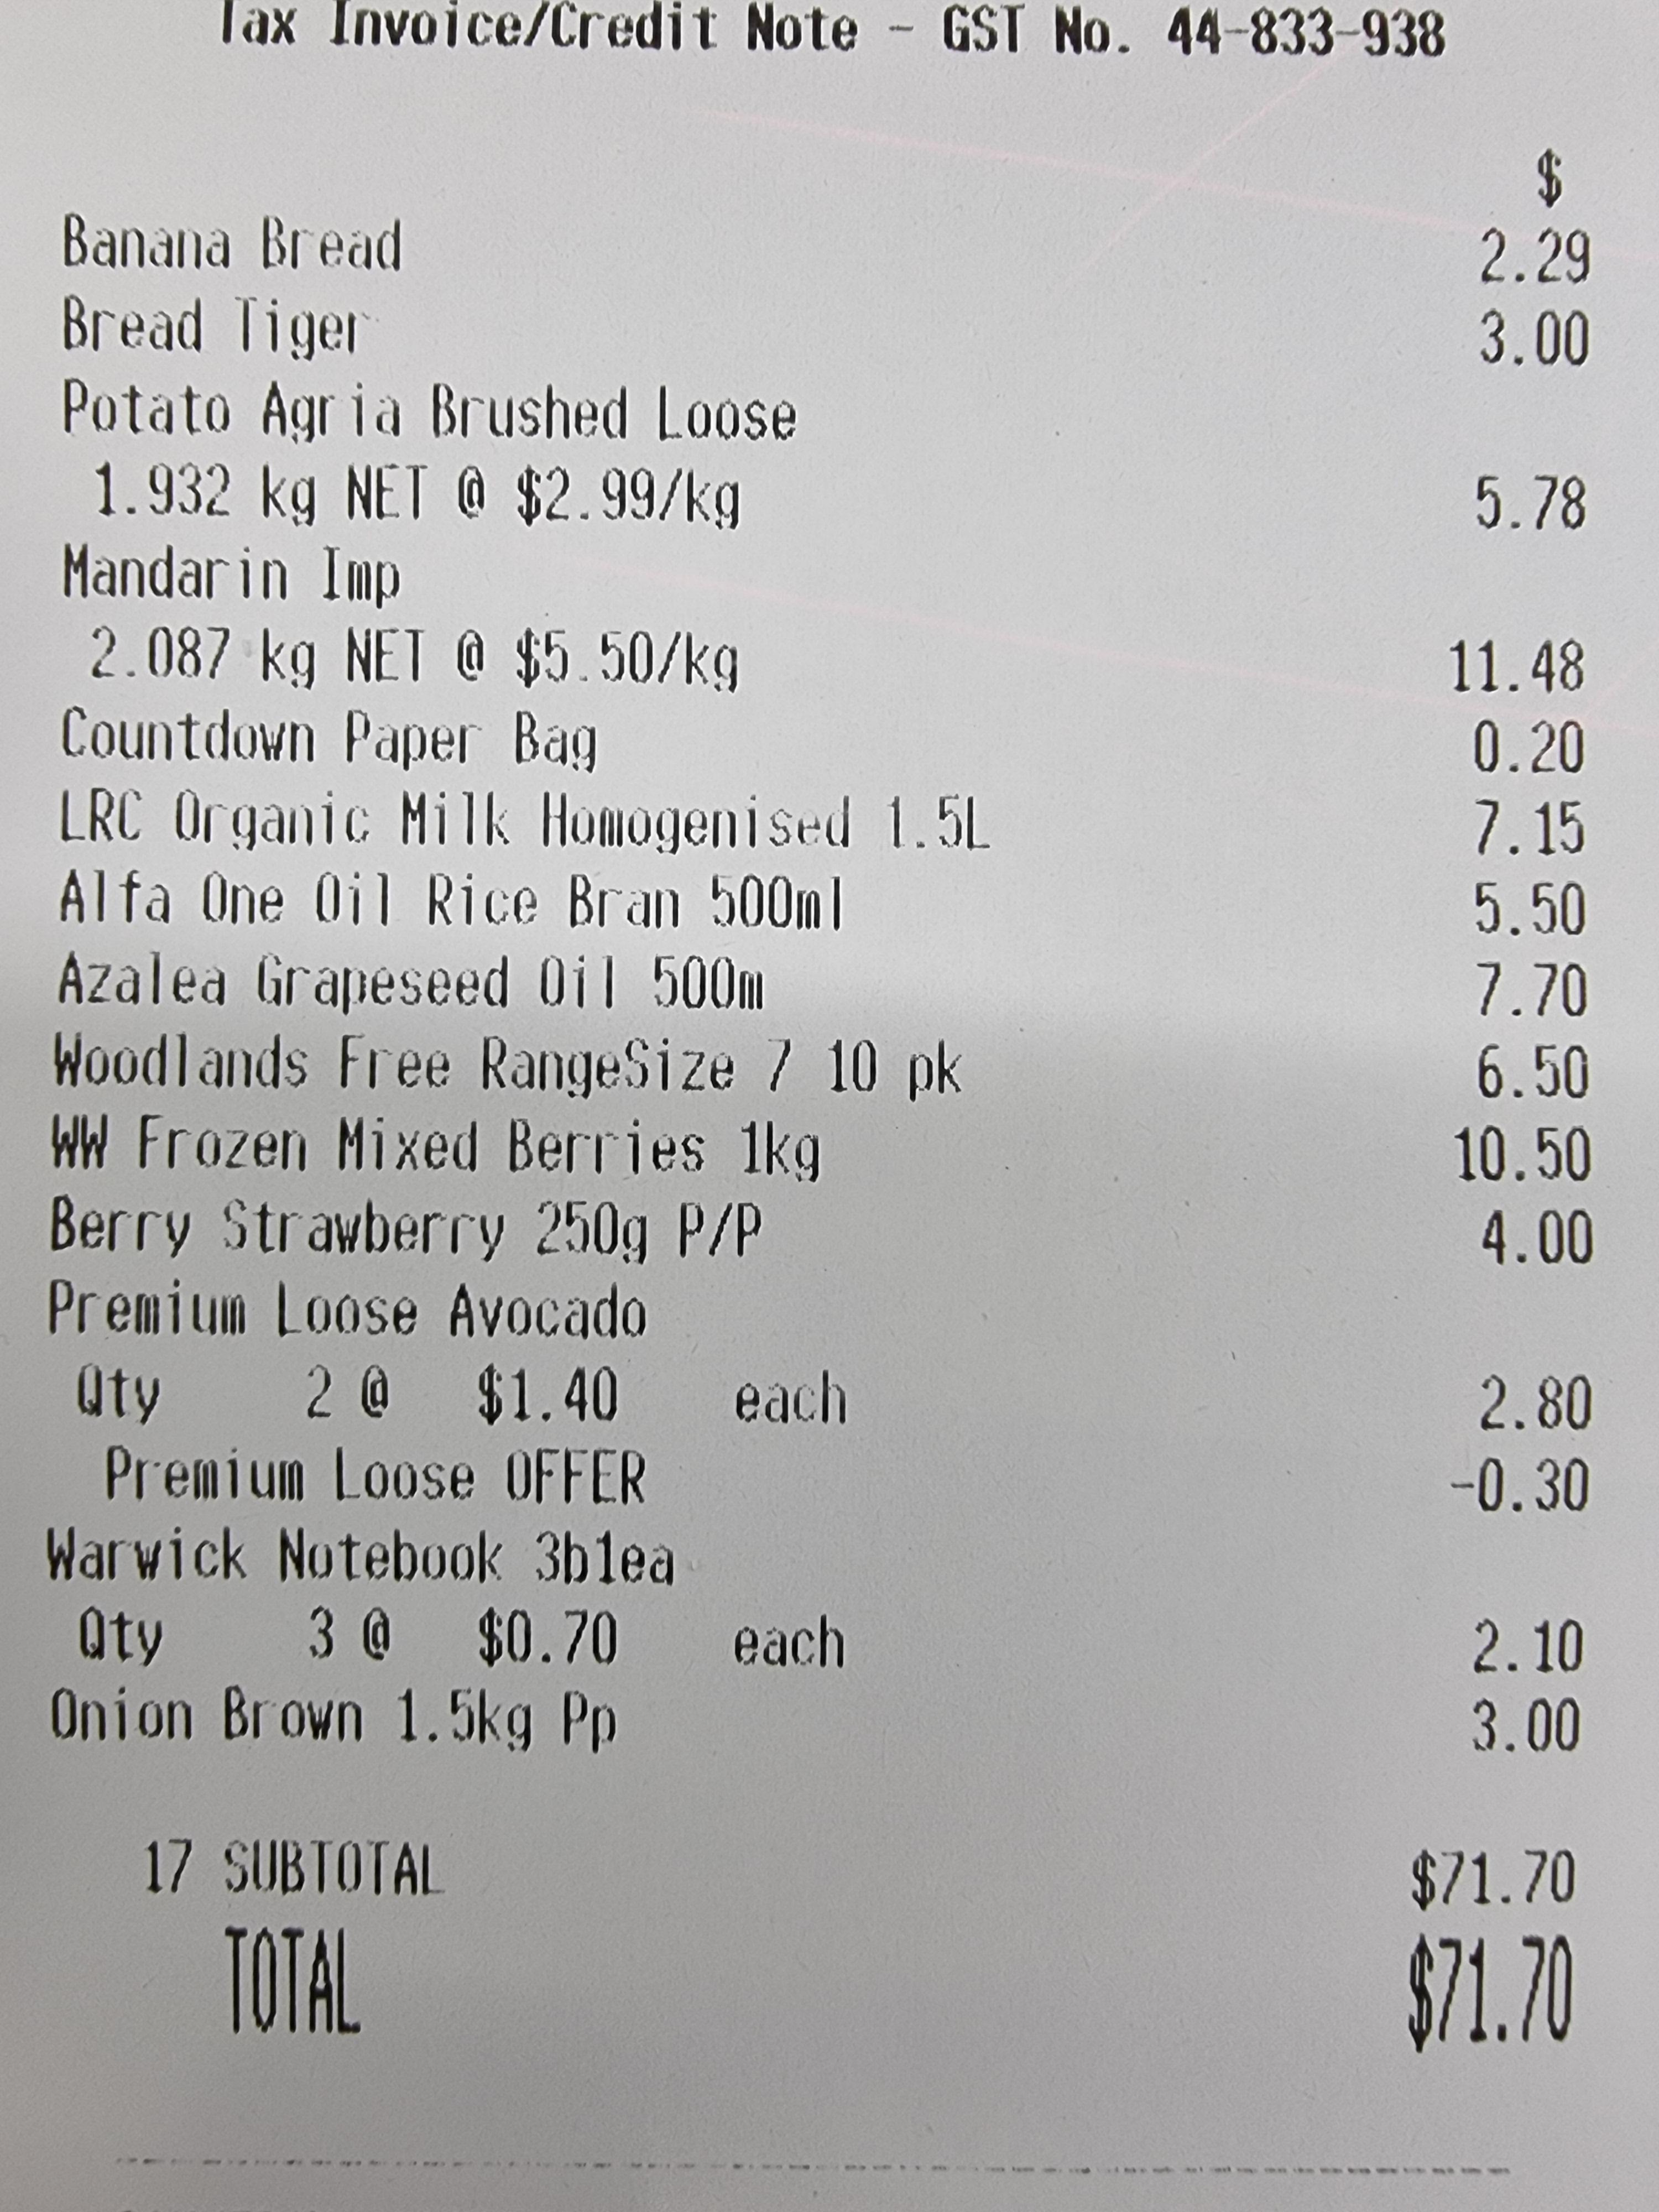 Tax Invoice/Credit Note - GST No. 44-833-938
$
Banana Bread 2.29
Bread Tiger 3.00
Potato Agria Brushed Loose
1.932 kg NET @ $2.99/kg 5.78
Mandarin Imp
2.087 kg NET @ $5.50/kg 11.48
Countdown Paper Bag 0.20
LRC Organic Milk Homogenised 1.5L 7.15
Alfa One Oil Rice Bran 500ml 5.50
Azalea Grapeseed Oil 500m 7.70
Woodlands Free RangeSize 7 10 pk 6.50
WW Frozen Mixed Berries 1kg 10.50
Berry Strawberry 250g P/P 4.00
Premium Loose Avocado
Qty 2 @ $1.40 each 2.80
Premium Loose OFFER -0.30
Warwick Notebook 3b1ea
Qty 3 @ $0.70 each 2.10
Onion Brown 1.5kg Pp 3.00
17 SUBTOTAL $71.70
TOTAL $71.70